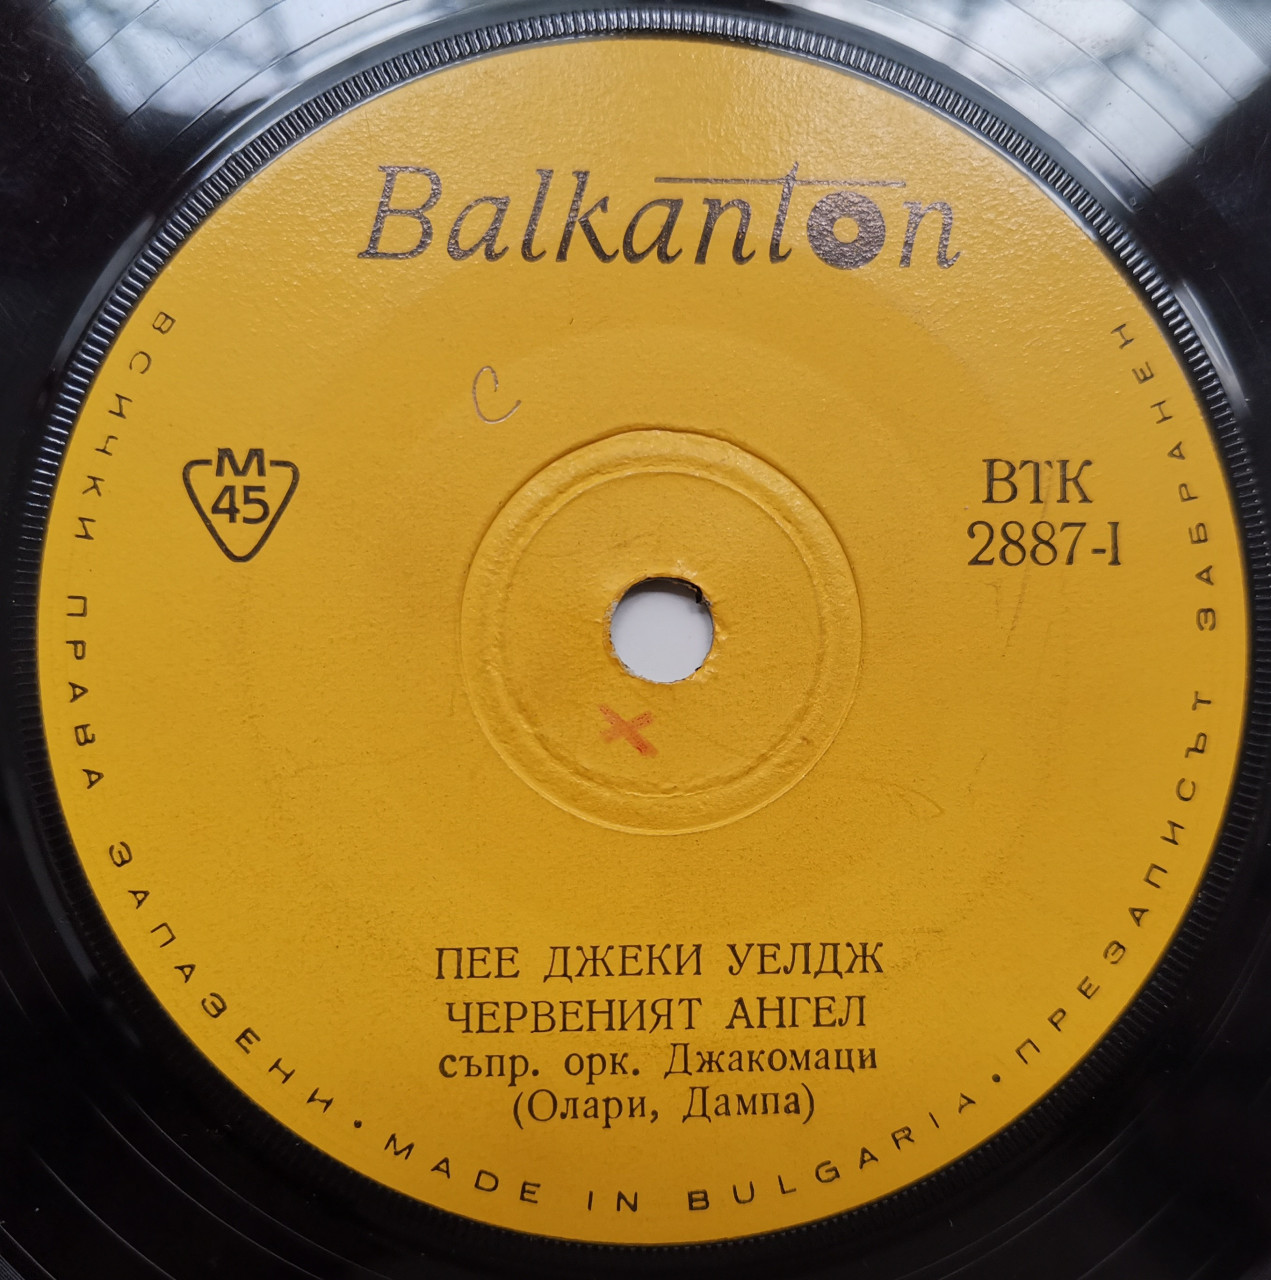 Balkanton
С
М
45
ВТК
2887-I
ПЕЕ ДЖЕКИ УЕЛДЖ
ЧЕРВЕНИЯТ АНГЕЛ
съпр. орк. Джакомаци
(Олари, Дампа)
ВСИЧКИ ПРАВА ЗАПАЗЕНИ • MADE IN BULGARIA • ПРЕЗАПИСЪТ ЗАБРАНЕН